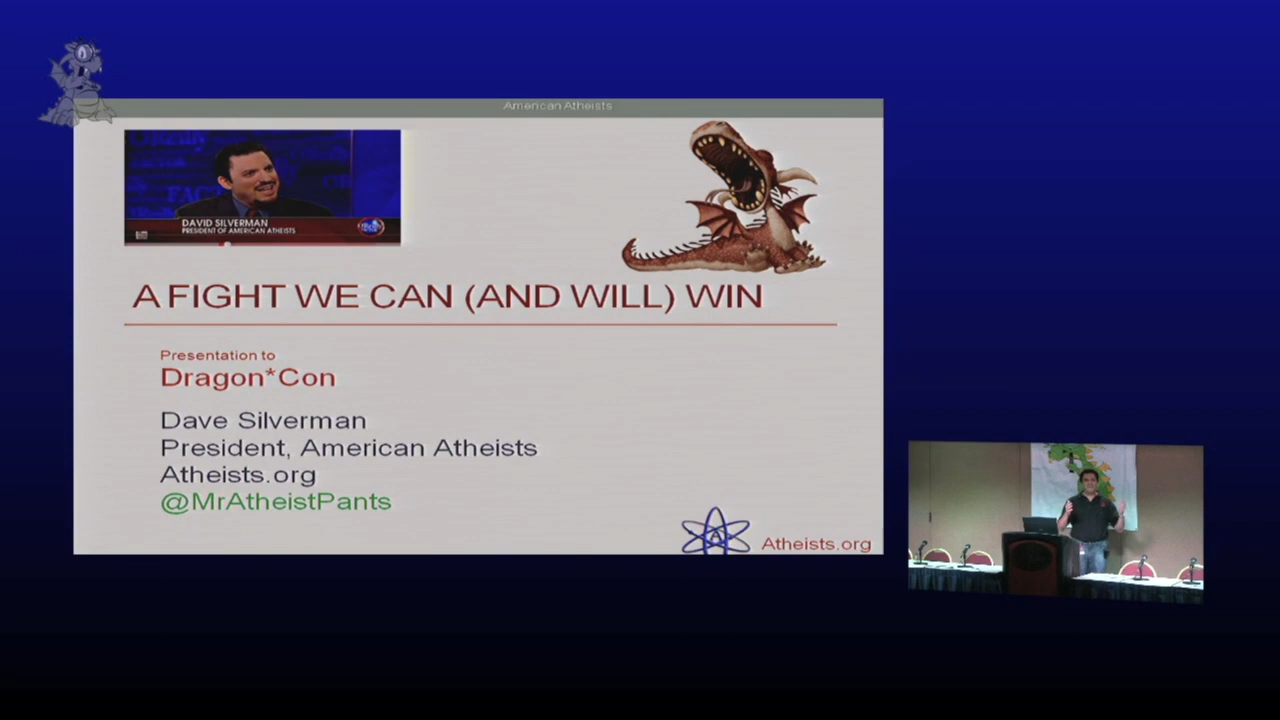 American Atheists
DAVID SILVERMAN
PRESIDENT OF AMERICAN ATHEISTS
A FIGHT WE CAN (AND WILL) WIN
Presentation to
Dragon*Con
Dave Silverman
President, American Atheists
Atheists.org
@MrAtheistPants
A
Atheists.org